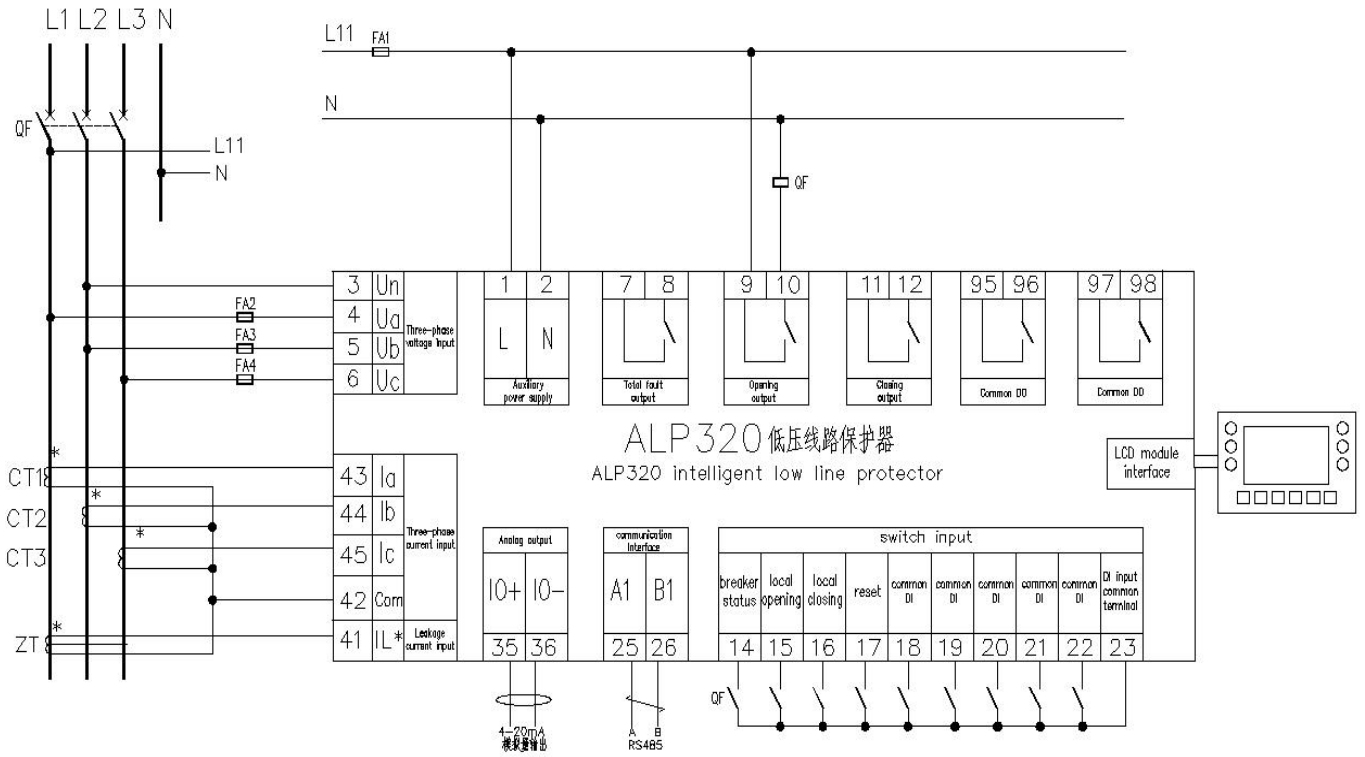 L1 L2 L3 N
L11 FA1
N
QF
L11
N
QF
3 Un
4 Ua
5 Ub
6 Uc
Three-phase
voltage input
FA2
FA3
FA4
1 2
L N
Auxiliary
power supply
7 8
Total fault
output
9 10
Opening
output
11 12
Closing
output
95 96
Common DO
97 98
Common DO
ALP320低压线路保护器
ALP320 intelligent low line protector
LCD module
interface
CT1
*
CT2
*
CT3
*
ZT
*
43 Ia
44 Ib
45 Ic
42 Com
Three-phase
current input
41 IL*
Leakage
current input
Analog output
IO+ IO-
35 36
4-20mA
模拟量输出
communication
interface
A1 B1
25 26
A B
RS485
switch input
breaker
status
local
opening
local
closing
reset
common
DI
common
DI
common
DI
common
DI
common
DI
DI input
common
terminal
14 15 16 17 18 19 20 21 22 23
QF